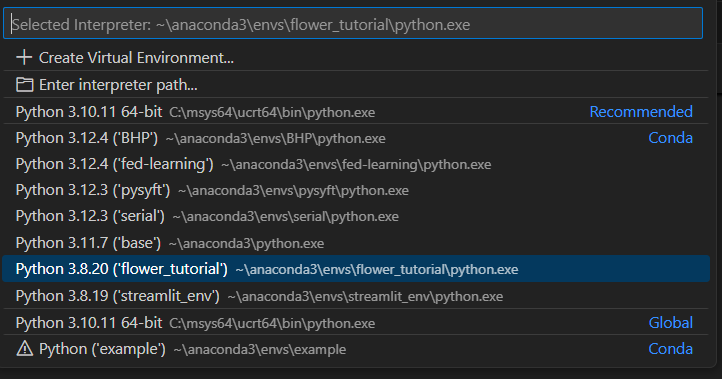 Selected Interpreter: ~\anaconda3\envs\flower_tutorial\python.exe
Create Virtual Environment...
Enter interpreter path...
Python 3.10.11 64-bit C:\msys64\ucrt64\bin\python.exe Recommended
Python 3.12.4 ('BHP') ~\anaconda3\envs\BHP\python.exe Conda
Python 3.12.4 ('fed-learning') ~\anaconda3\envs\fed-learning\python.exe
Python 3.12.3 ('pysyft') ~\anaconda3\envs\pysyft\python.exe
Python 3.12.3 ('serial') ~\anaconda3\envs\serial\python.exe
Python 3.11.7 ('base') ~\anaconda3\python.exe
Python 3.8.20 ('flower_tutorial') ~\anaconda3\envs\flower_tutorial\python.exe
Python 3.8.19 ('streamlit_env') ~\anaconda3\envs\streamlit_env\python.exe
Python 3.10.11 64-bit C:\msys64\ucrt64\bin\python.exe Global
Python ('example') ~\anaconda3\envs\example Conda